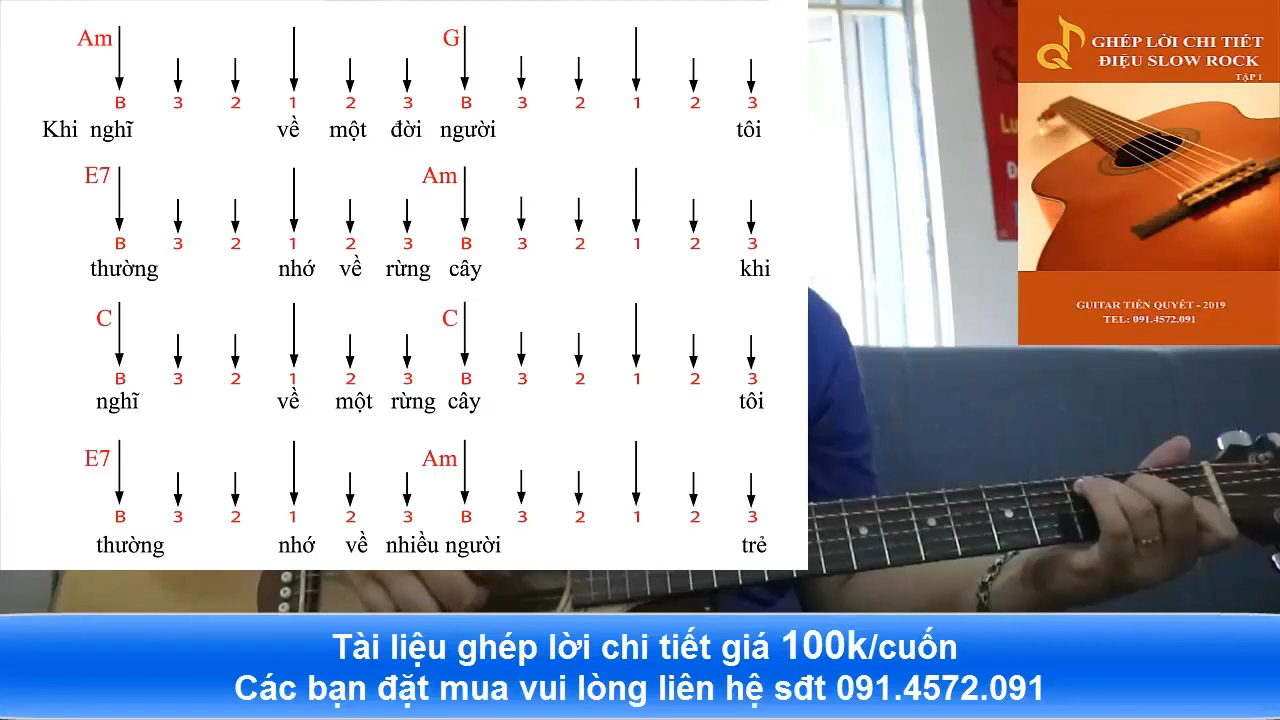 Am G
B 3 2 1 2 3 B 3 2 1 2 3
Khi nghĩ về một đời người tôi
E7 Am
B 3 2 1 2 3 B 3 2 1 2 3
thường nhớ về rừng cây khi
C C
B 3 2 1 2 3 B 3 2 1 2 3
nghĩ về một rừng cây tôi
E7 Am
B 3 2 1 2 3 B 3 2 1 2 3
thường nhớ về nhiều người trẻ
GHÉP LỜI CHI TIẾT
ĐIỆU SLOW ROCK
TẬP 1
GUITAR TIẾN QUYẾT - 2019
TEL: 091.4572.091
Tài liệu ghép lời chi tiết giá 100k/cuốn
Các bạn đặt mua vui lòng liên hệ sđt 091.4572.091